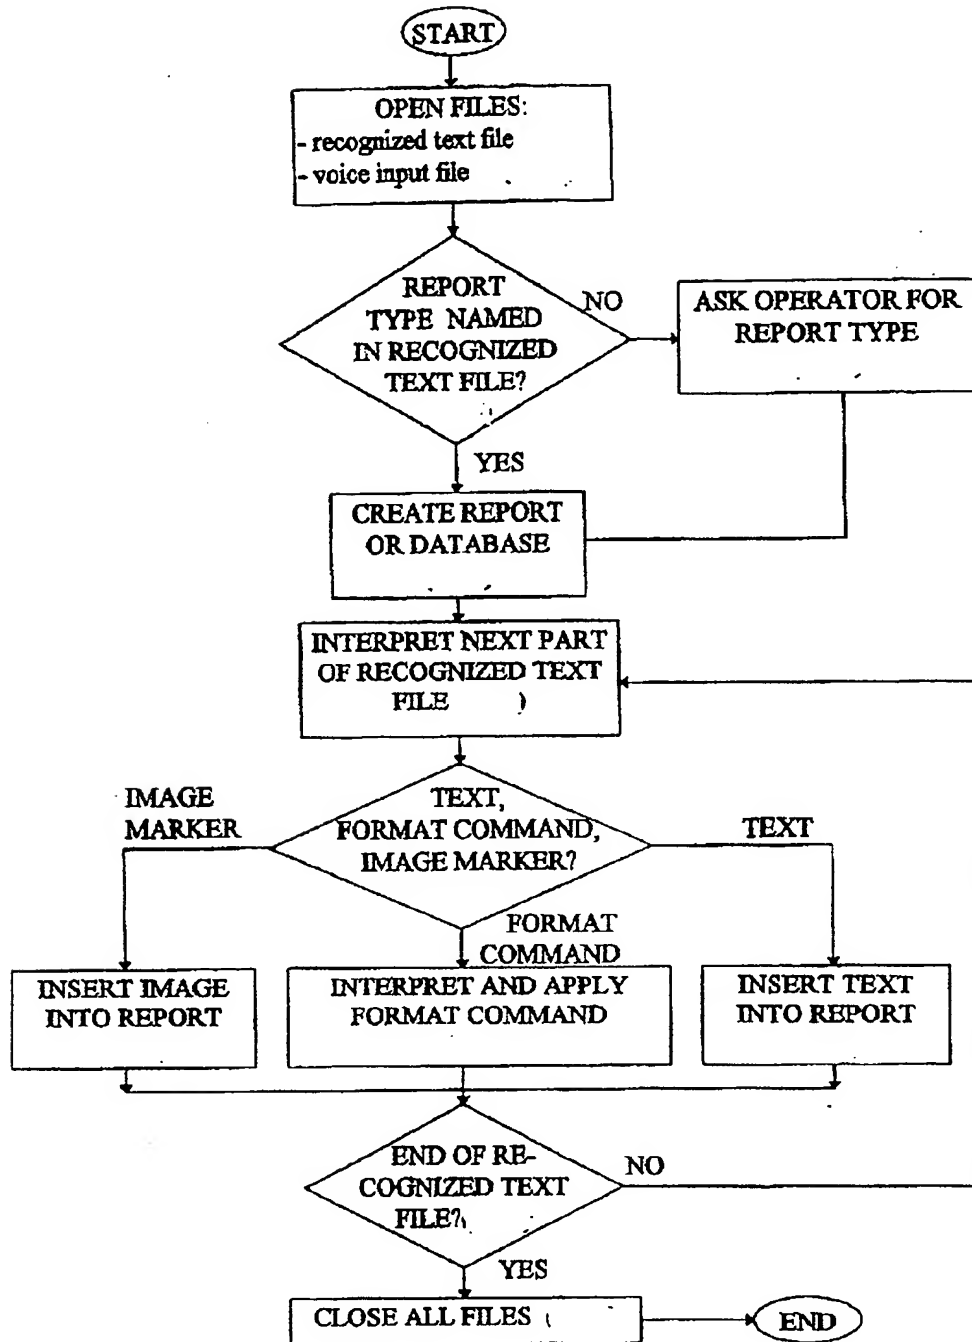 START
OPEN FILES:
- recognized text file
- voice input file
REPORT
TYPE NAMED
IN RECOGNIZED
TEXT FILE?
NO
ASK OPERATOR FOR
REPORT TYPE
YES
CREATE REPORT
OR DATABASE
INTERPRET NEXT PART
OF RECOGNIZED TEXT
FILE
IMAGE
MARKER
TEXT,
FORMAT COMMAND,
IMAGE MARKER?
TEXT
FORMAT
COMMAND
INSERT IMAGE
INTO REPORT
INTERPRET AND APPLY
FORMAT COMMAND
INSERT TEXT
INTO REPORT
END OF RE-
COGNIZED TEXT
FILE?
NO
YES
CLOSE ALL FILES
END